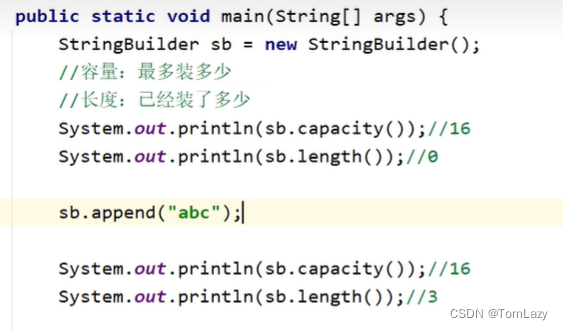 public static void main(String[] args) {
StringBuilder sb = new StringBuilder();
//容量：最多装多少
//长度：已经装了多少
System.out.println(sb.capacity());//16
System.out.println(sb.length());//0
sb.append("abc");
System.out.println(sb.capacity());//16
System.out.println(sb.length());//3
CSDN @TomLazy